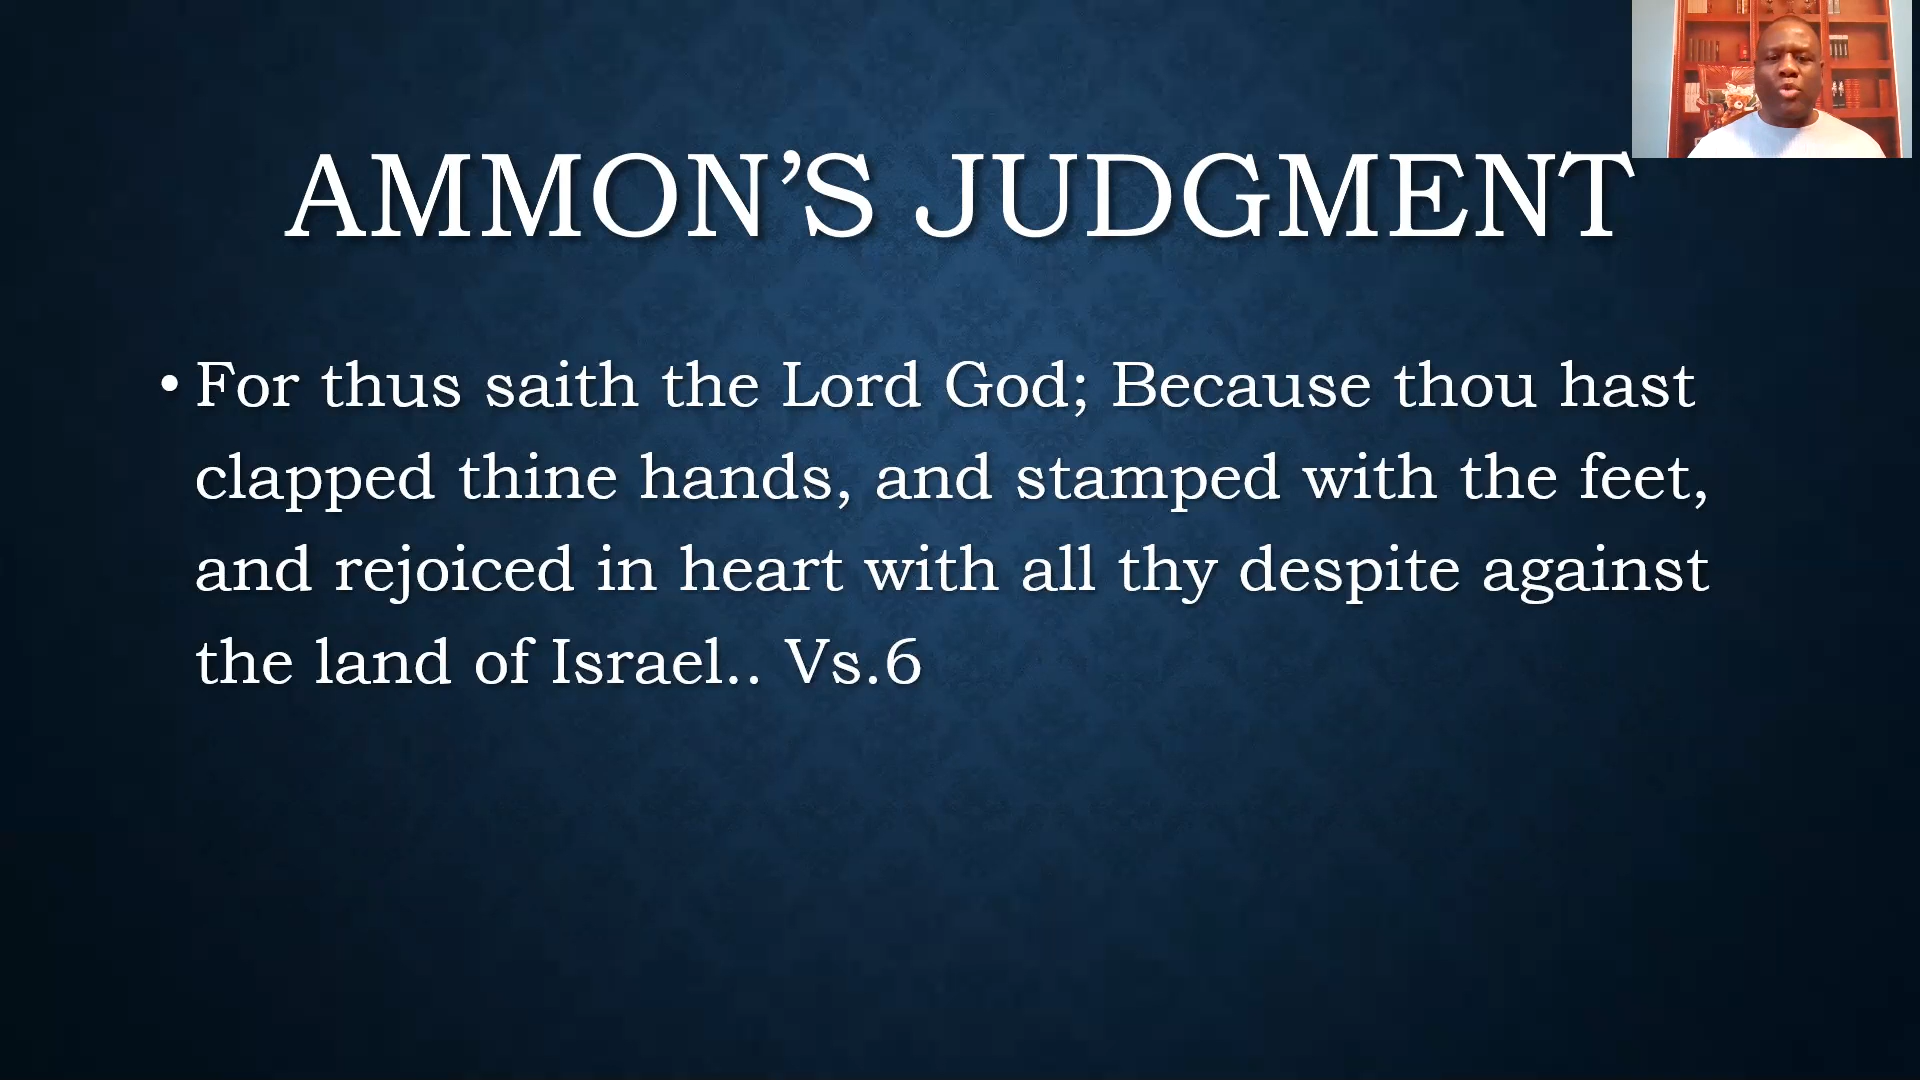 AMMON’S JUDGMENT
• For thus saith the Lord God; Because thou hast
clapped thine hands, and stamped with the feet,
and rejoiced in heart with all thy despite against
the land of Israel.. Vs.6